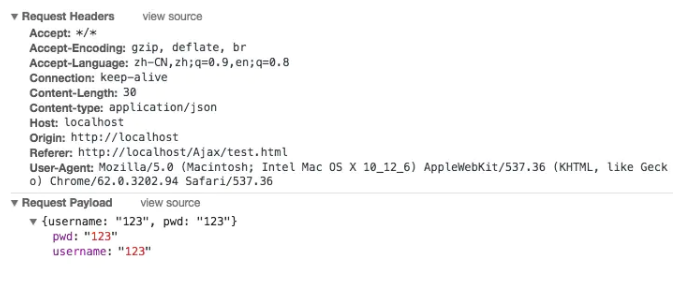 ▼ Request Headers view source
Accept: */*
Accept-Encoding: gzip, deflate, br
Accept-Language: zh-CN,zh;q=0.9,en;q=0.8
Connection: keep-alive
Content-Length: 30
Content-type: application/json
Host: localhost
Origin: http://localhost
Referer: http://localhost/Ajax/test.html
User-Agent: Mozilla/5.0 (Macintosh; Intel Mac OS X 10_12_6) AppleWebKit/537.36 (KHTML, like Geck
o) Chrome/62.0.3202.94 Safari/537.36
▼ Request Payload view source
▼ {username: "123", pwd: "123"}
pwd: "123"
username: "123"